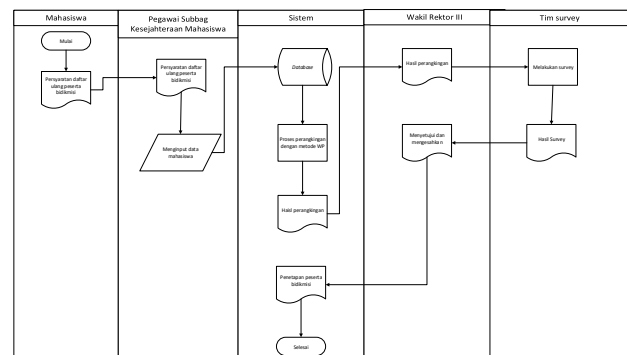 Mahasiswa
Pegawai Subbag
Kesejahteraan Mahasiswa
Sistem
Wakil Rektor III
Tim survey
Mulai
Persyaratan daftar
ulang peserta
bidikmisi
Persyaratan daftar
ulang peserta
bidikmisi
Menginput data
mahasiswa
Database
Proses perangkingan
dengan metode WP
Hasil perangkingan
Hasil perangkingan
Melakukan survey
Menyetujui dan
mengesahkan
Hasil Survey
Penetapan peserta
bidikmisi
Selesai